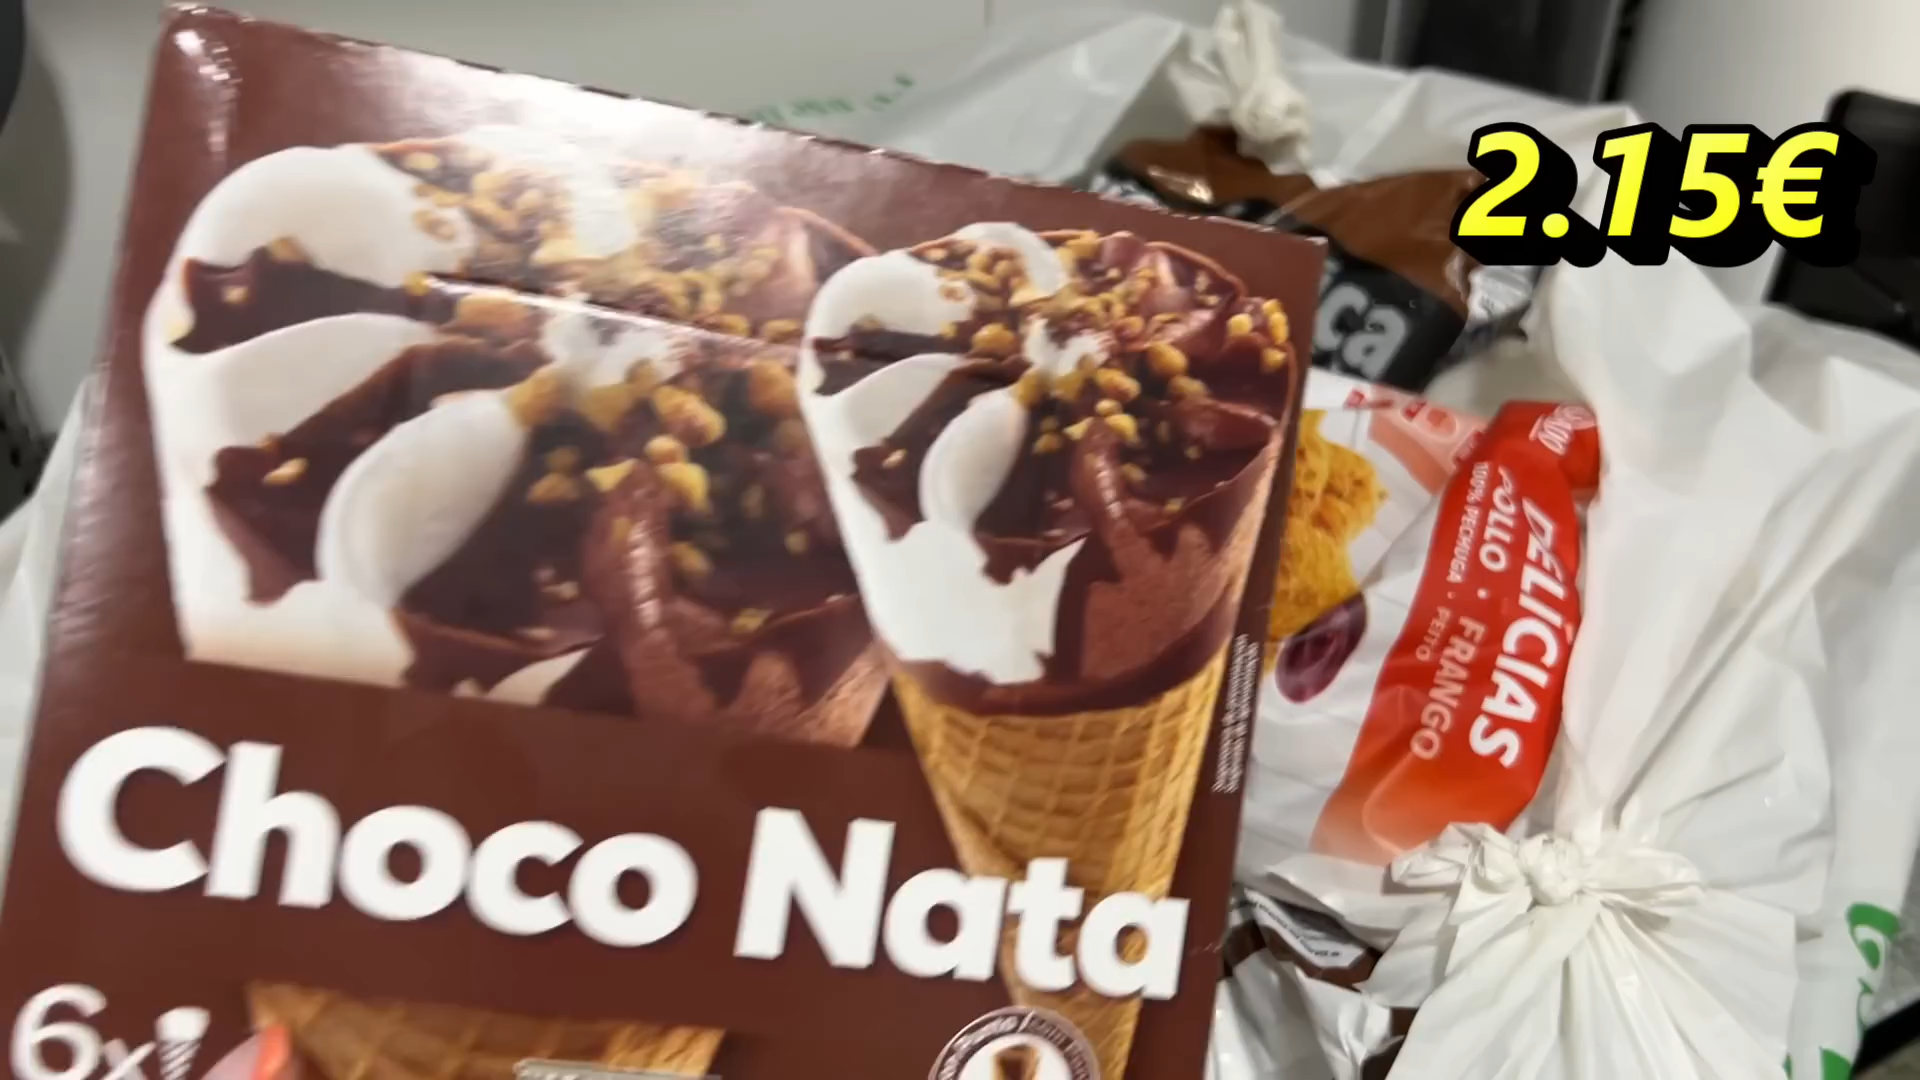 2.15€
ca
DELÍCIAS
POLLO · FRANGO
100% PECHUGA · PEITO
Choco Nata
6x